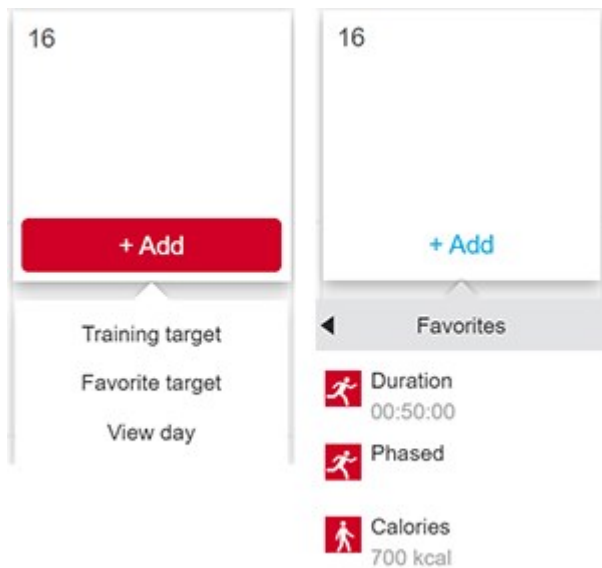 16
+ Add
Training target
Favorite target
View day
16
+ Add
Favorites
Duration
00:50:00
Phased
Calories
700 kcal